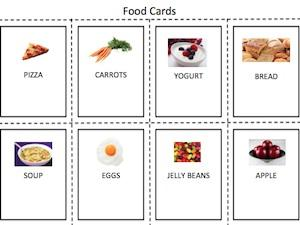 Food Cards
PIZZA
CARROTS
YOGURT
BREAD
SOUP
EGGS
JELLY BEANS
APPLE